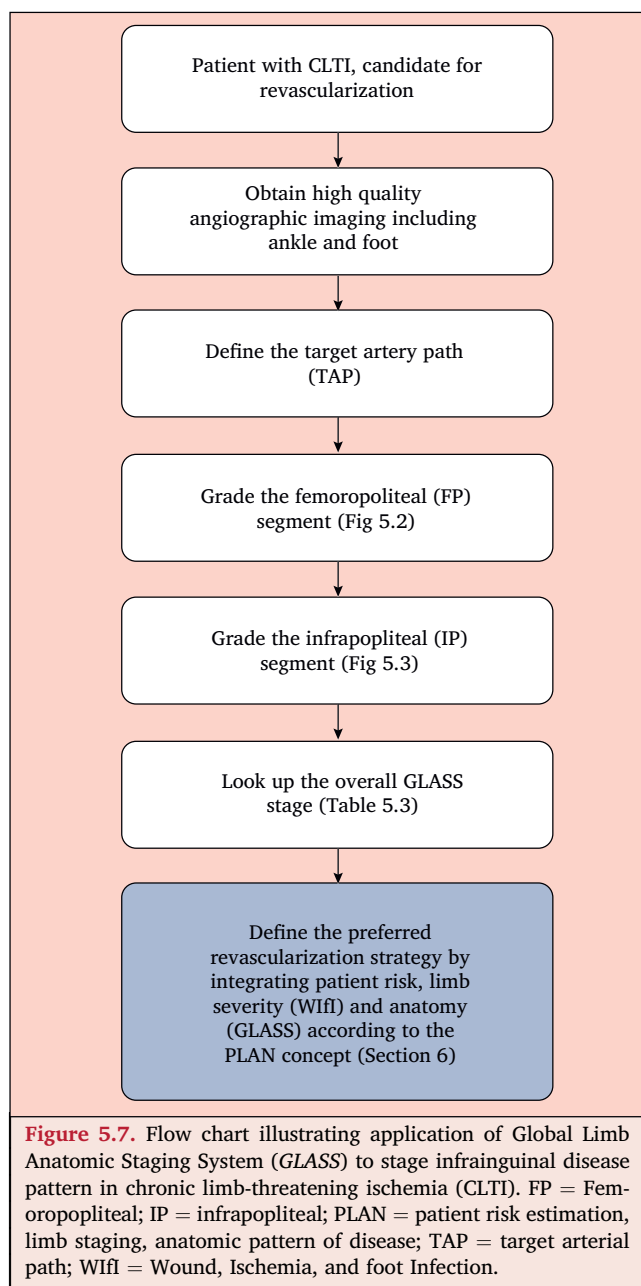 Patient with CLTI, candidate for
revascularization
Obtain high quality
angiographic imaging including
ankle and foot
Define the target artery path
(TAP)
Grade the femoropoliteal (FP)
segment (Fig 5.2)
Grade the infrapopliteal (IP)
segment (Fig 5.3)
Look up the overall GLASS
stage (Table 5.3)
Define the preferred
revascularization strategy by
integrating patient risk, limb
severity (WIfI) and anatomy
(GLASS) according to the
PLAN concept (Section 6)
Figure 5.7. Flow chart illustrating application of Global Limb
Anatomic Staging System (GLASS) to stage infrainguinal disease
pattern in chronic limb-threatening ischemia (CLTI). FP = Fem-
oropopliteal; IP = infrapopliteal; PLAN = patient risk estimation,
limb staging, anatomic pattern of disease; TAP = target arterial
path; WIfI = Wound, Ischemia, and foot Infection.